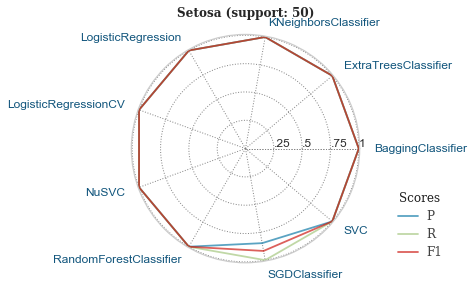 Setosa (support: 50)
KNeighborsClassifier
LogisticRegression
ExtraTreesClassifier
LogisticRegressionCV
.25 .5 .75 1
BaggingClassifier
NuSVC
Scores
P
R
F1
SVC
RandomForestClassifier
SGDClassifier